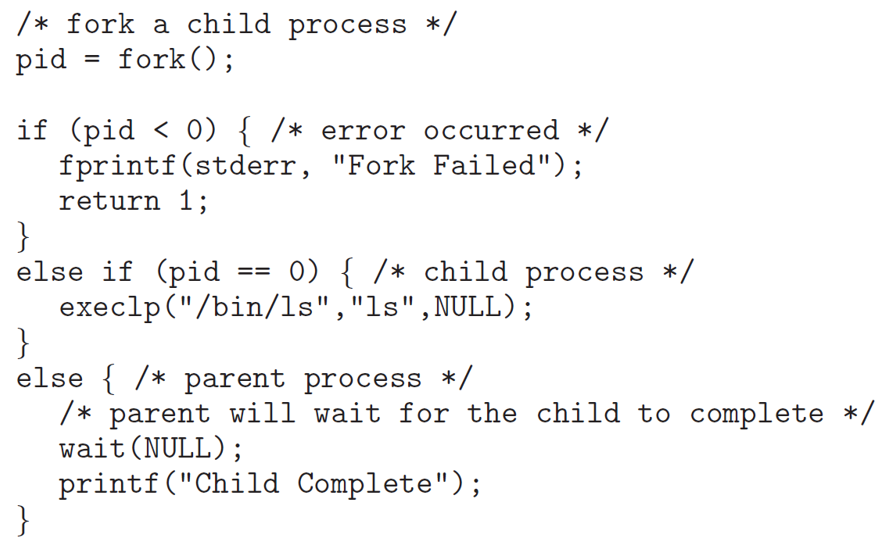 /* fork a child process */
pid = fork();

if (pid < 0) { /* error occurred */
   fprintf(stderr, "Fork Failed");
   return 1;
}
else if (pid == 0) { /* child process */
   execlp("/bin/ls","ls",NULL);
}
else { /* parent process */
   /* parent will wait for the child to complete */
   wait(NULL);
   printf("Child Complete");
}